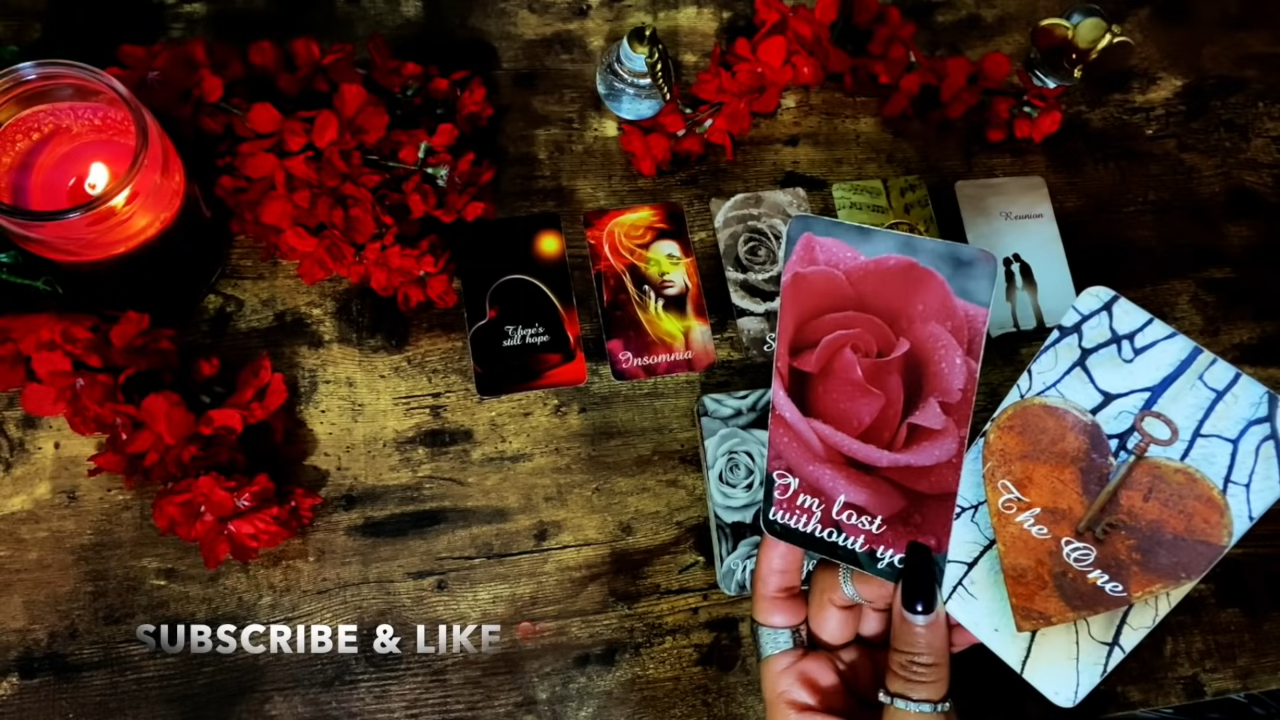 Reunion
There's
still hope
Insomnia
I'm lost
without yo
The One
SUBSCRIBE & LIKE